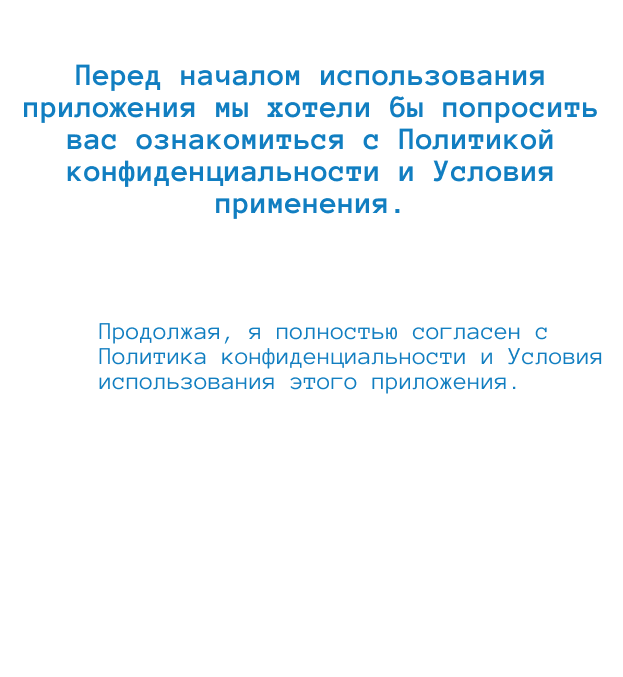 Перед началом использования
приложения мы хотели бы попросить
вас ознакомиться с Политикой
конфиденциальности и Условия
применения.
Продолжая, я полностью согласен с
Политика конфиденциальности и Условия
использования этого приложения.